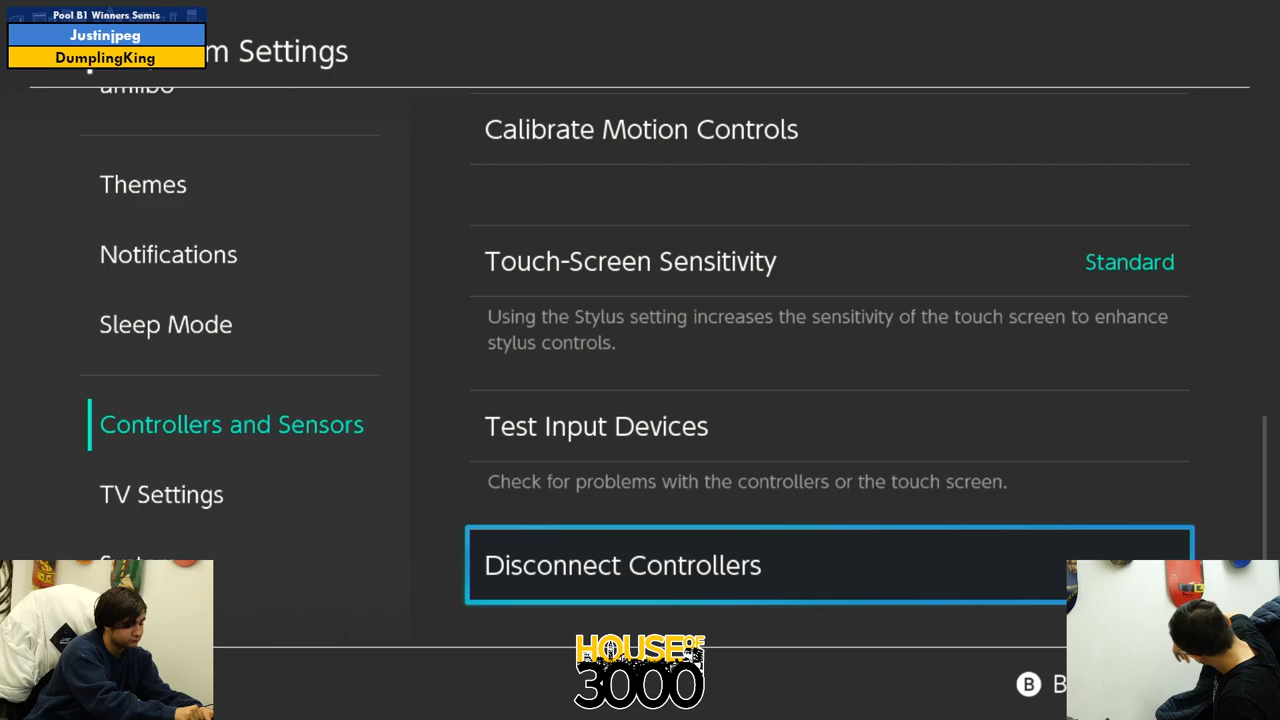 Pool B1 Winners Semis
Justinjpeg
DumplingKing
m Settings
amiibo
Themes
Notifications
Sleep Mode
Controllers and Sensors
TV Settings
Calibrate Motion Controls
Touch-Screen Sensitivity Standard
Using the Stylus setting increases the sensitivity of the touch screen to enhance
stylus controls.
Test Input Devices
Check for problems with the controllers or the touch screen.
Disconnect Controllers
HOUSE OF
3000
B B